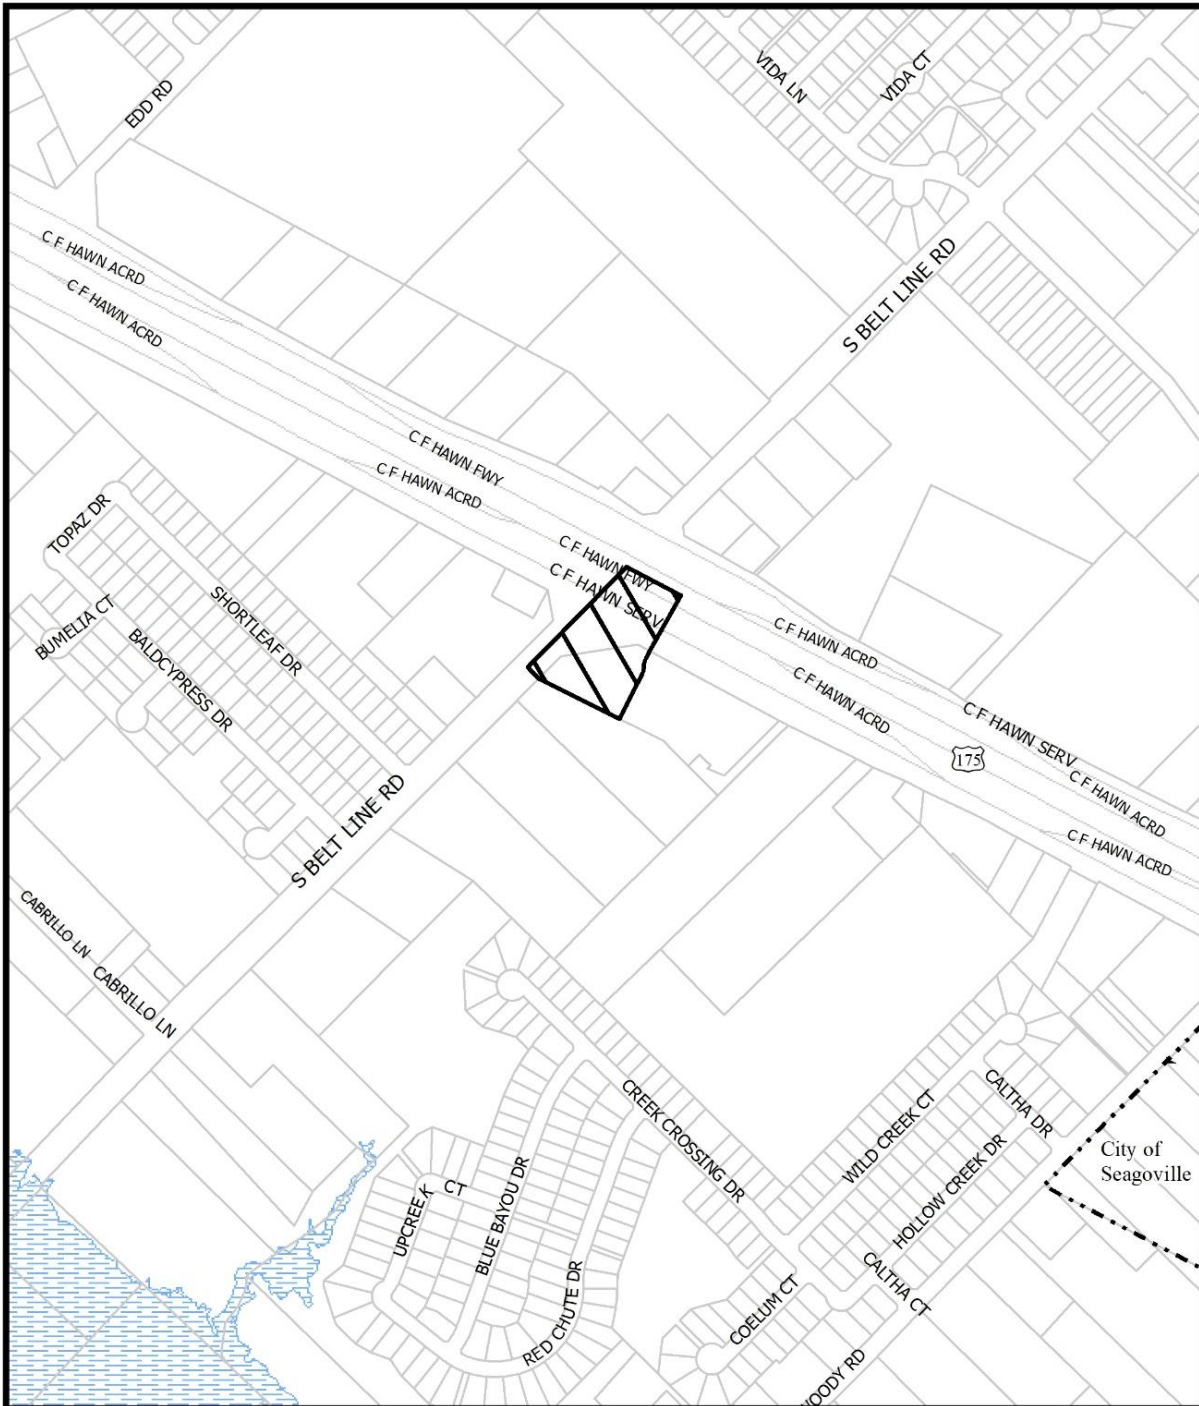 VIDA LN
VIDA CT
EDD RD
S BELT LINE RD
C F HAWN ACRD
C F HAWN ACRD
C F HAWN FWY
C F HAWN ACRD
TOPAZ DR
C F HAWN FWY
C F HAWN SERV
SHORTLEAF DR
BUMELIA CT
BALDCYPRESS DR
C F HAWN ACRD
C F HAWN ACRD
C F HAWN SERV
175
C F HAWN ACRD
C F HAWN ACRD
S BELT LINE RD
CABRILLO LN
CABRILLO LN
CREEK CROSSING DR
WILD CREEK CT
CALTHA DR
City of
Seagoville
HOLLOW CREEK DR
UPCREEK CT
BLUE BAYOU DR
RED CHUTE DR
CALTHA CT
COELUM CT
WOODY RD